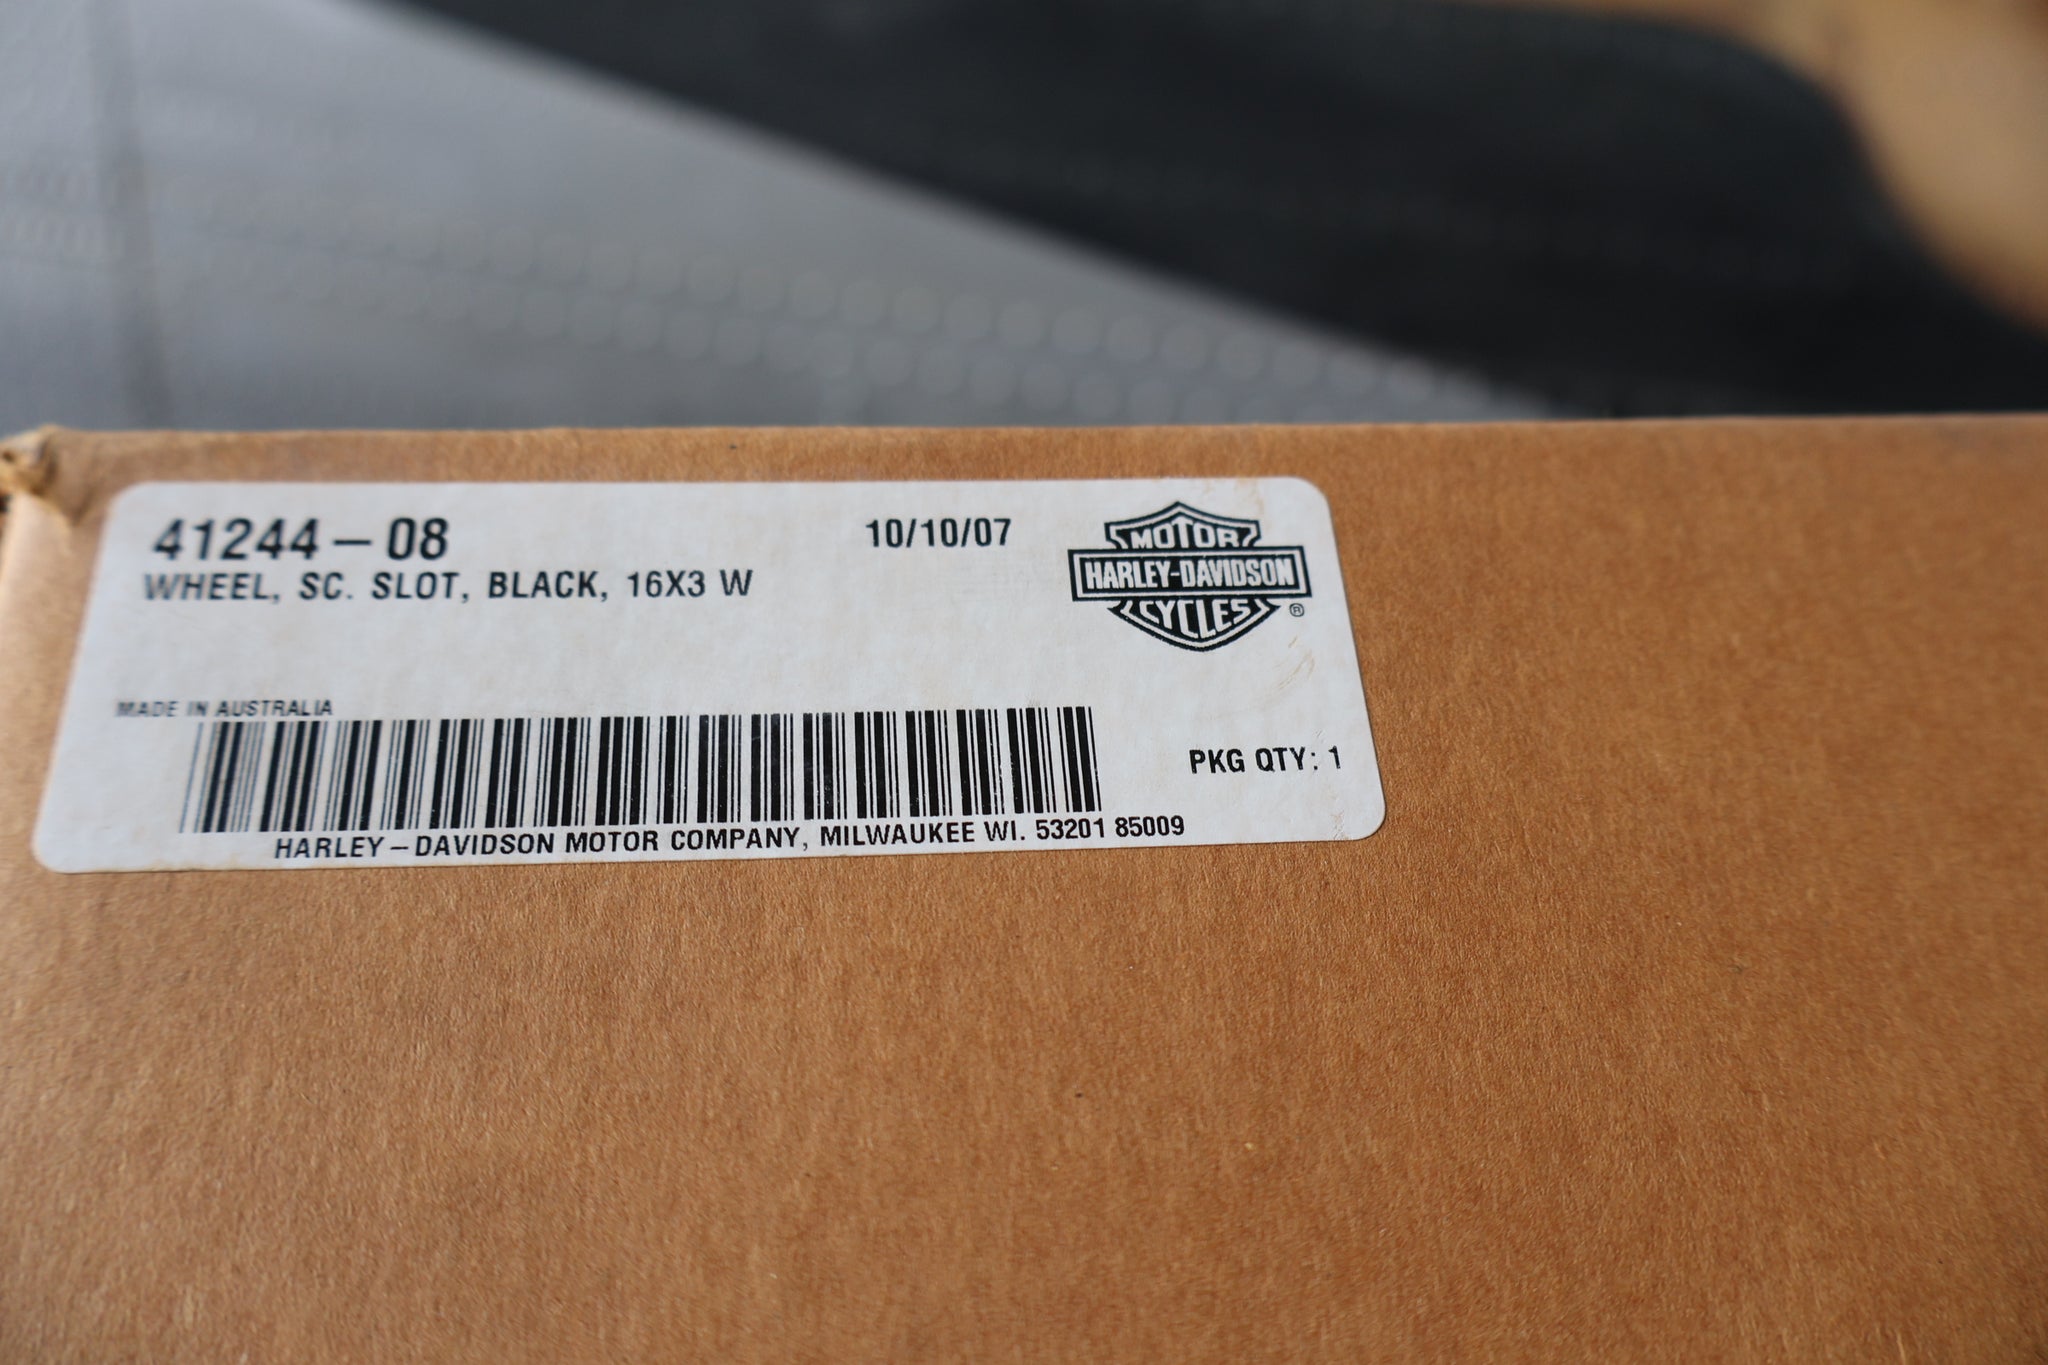 41244-08
10/10/07
WHEEL, SC. SLOT, BLACK, 16X3 W
MOTOR
HARLEY-DAVIDSON
CYCLES
®
MADE IN AUSTRALIA
PKG QTY: 1
HARLEY-DAVIDSON MOTOR COMPANY, MILWAUKEE WI. 53201 85009